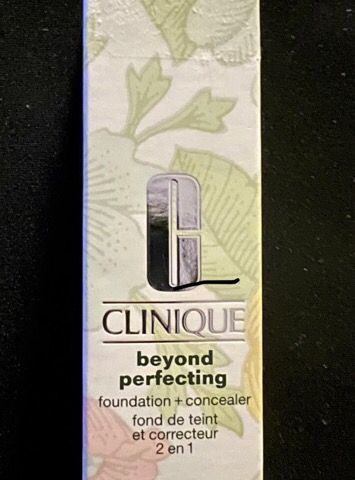 C
CLINIQUE
beyond
perfecting
foundation + concealer
fond de teint
et correcteur
2 en 1